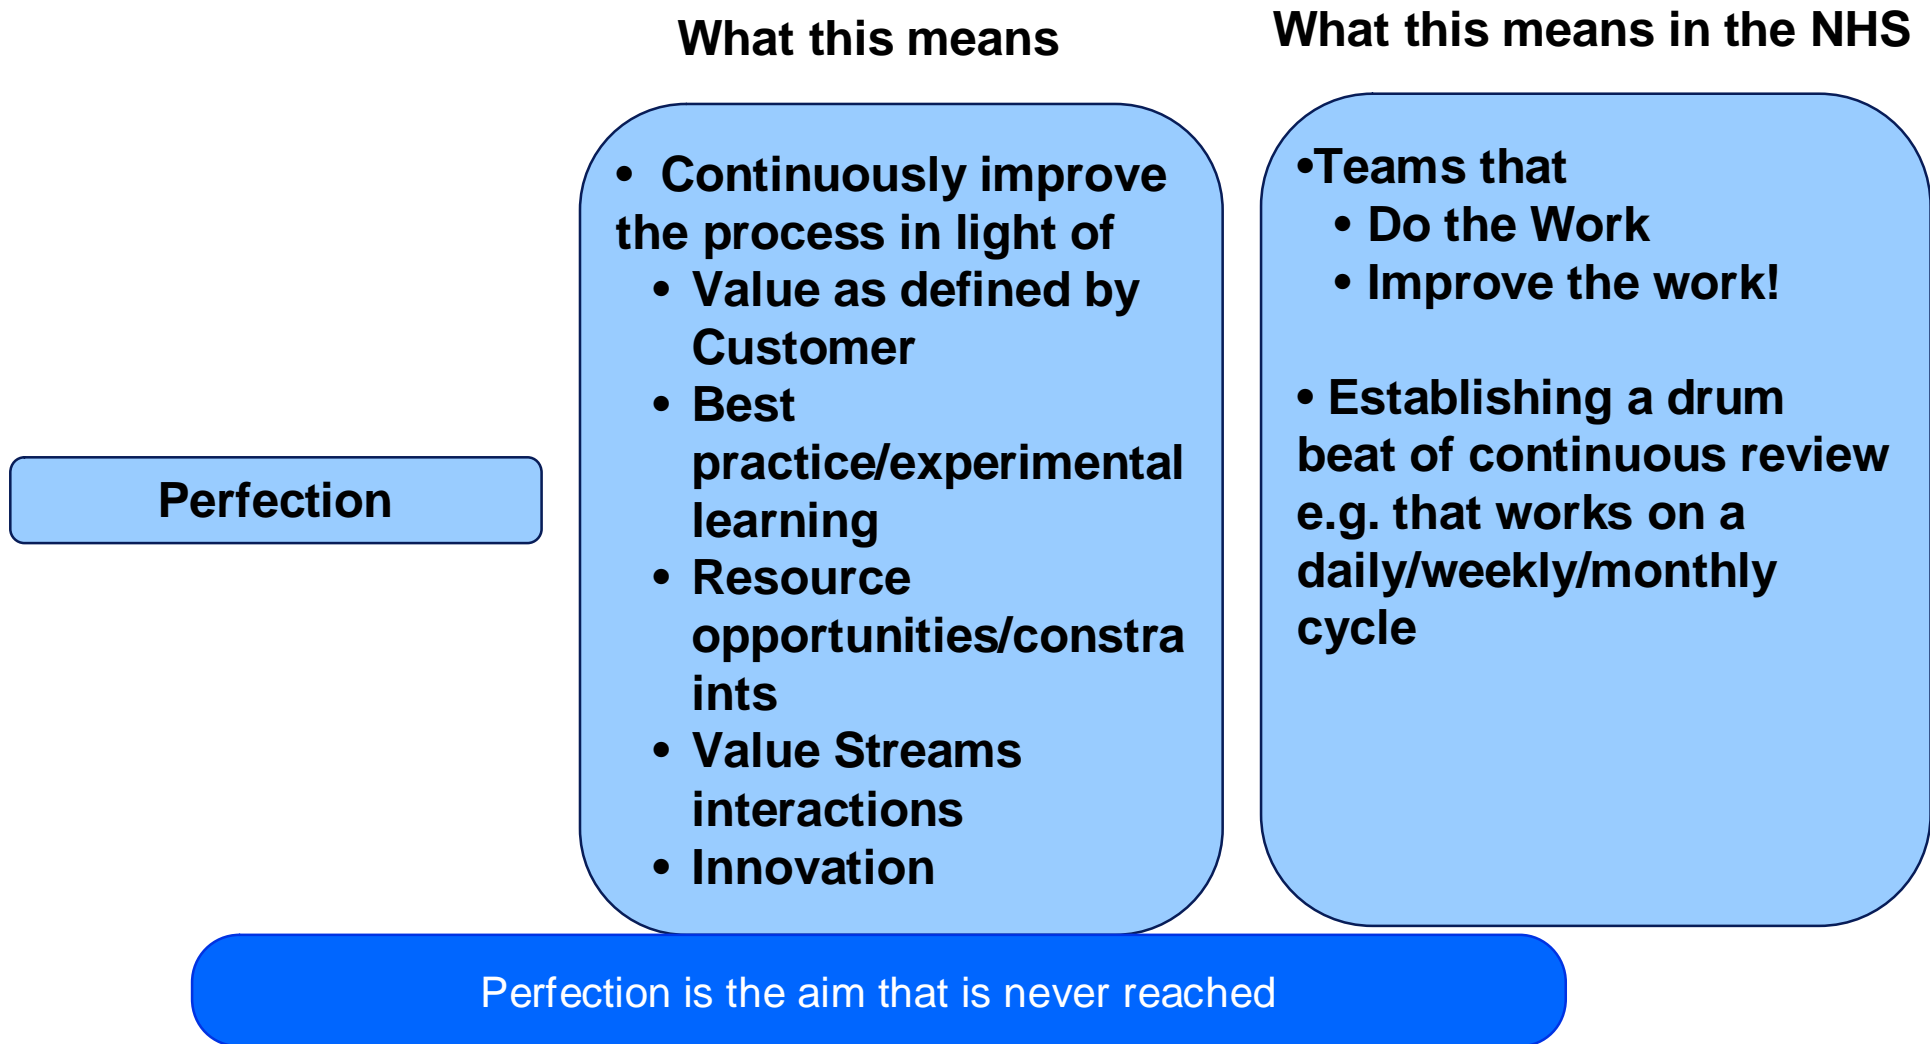 What this means
What this means in the NHS
Perfection
• Continuously improve
the process in light of
• Value as defined by
Customer
• Best
practice/experimental
learning
• Resource
opportunities/constra
ints
• Value Streams
interactions
• Innovation
•Teams that
• Do the Work
• Improve the work!
• Establishing a drum
beat of continuous review
e.g. that works on a
daily/weekly/monthly
cycle
Perfection is the aim that is never reached